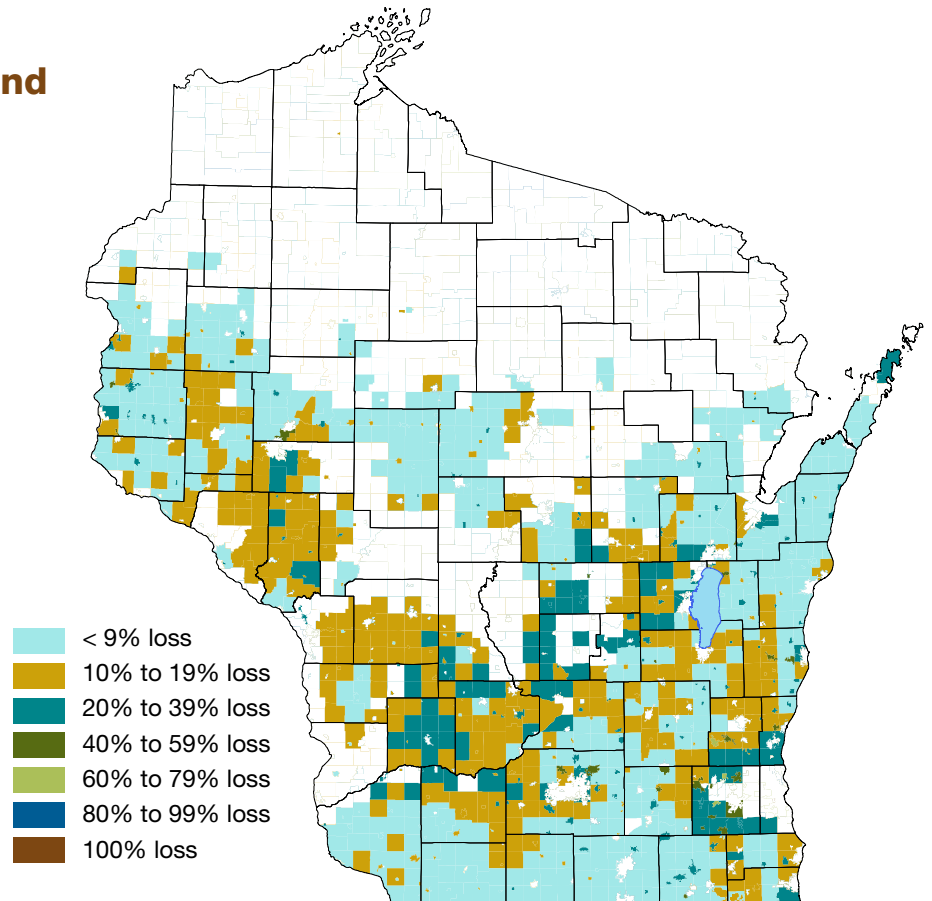 nd
< 9% loss
10% to 19% loss
20% to 39% loss
40% to 59% loss
60% to 79% loss
80% to 99% loss
100% loss